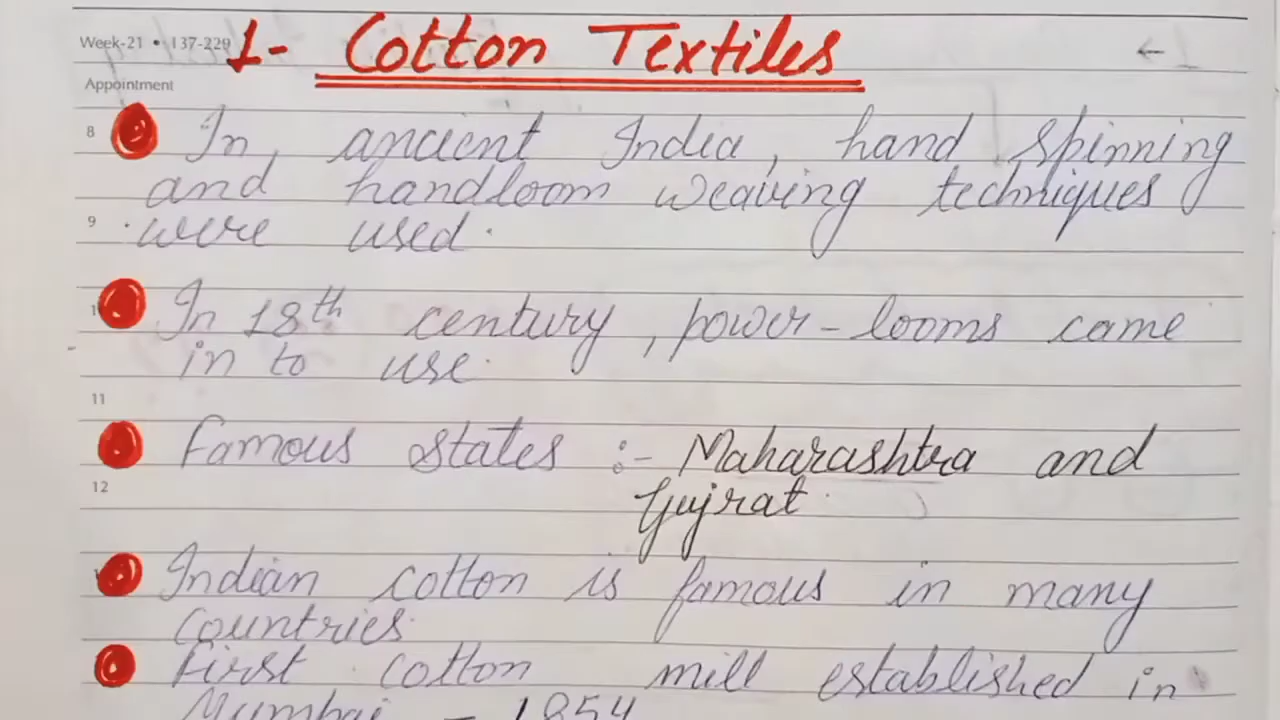 Week-21 • 137-229
1- Cotton Textiles
Appointment
8
In ancient India, hand spinning
and handloom weaving techniques
9
were used.
In 18th century, power-looms came
in to use.
11
Famous states :- Maharashtra and
12
Gujrat.
Indian cotton is famous in many
countries.
First cotton mill established in
Mumbai - 1854